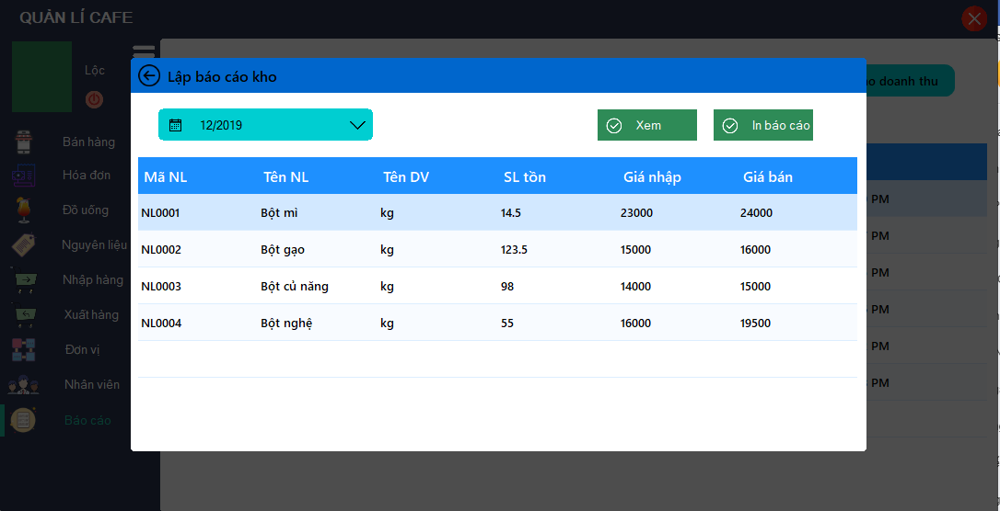 QUẢN LÍ CAFE
Lộc
Lập báo cáo kho
o doanh thu
12/2019
Xem
In báo cáo
Bán hàng
Hóa đơn
Đồ uống
Nguyên liệu
Nhập hàng
Xuất hàng
Đơn vị
Nhân viên
Báo cáo
Mã NL Tên NL Tên DV SL tồn Giá nhập Giá bán
NL0001 Bột mì kg 14.5 23000 24000
NL0002 Bột gạo kg 123.5 15000 16000
NL0003 Bột củ năng kg 98 14000 15000
NL0004 Bột nghệ kg 55 16000 19500
PM
PM
PM
PM
PM
PM